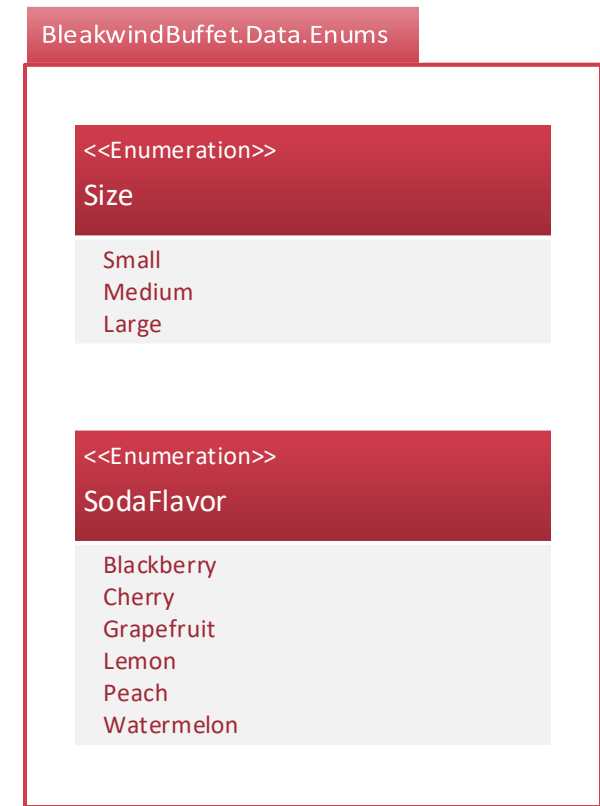 BleakwindBuffet.Data.Enums
<<Enumeration>>
Size
Small
Medium
Large
<<Enumeration>>
SodaFlavor
Blackberry
Cherry
Grapefruit
Lemon
Peach
Watermelon